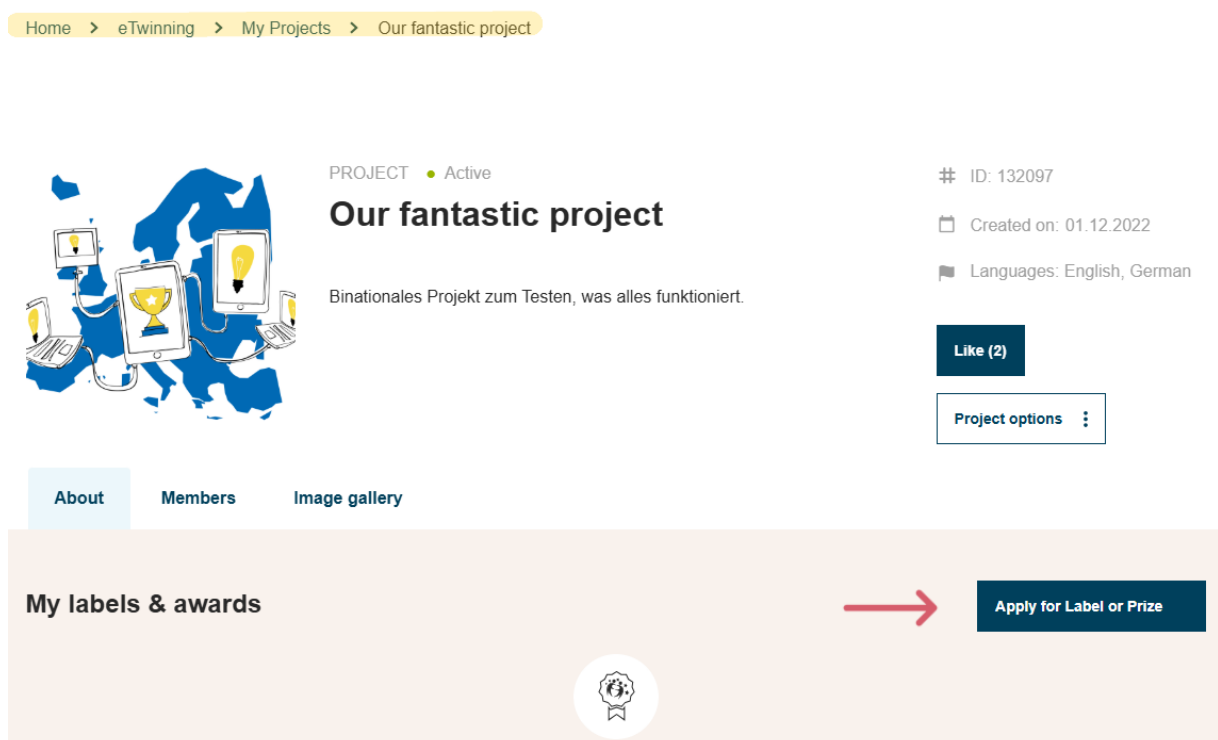 Home > eTwinning > My Projects > Our fantastic project
PROJECT • Active
Our fantastic project
Binationales Projekt zum Testen, was alles funktioniert.
# ID: 132097
Created on: 01.12.2022
Languages: English, German
Like (2)
Project options
About Members Image gallery
My labels & awards
Apply for Label or Prize